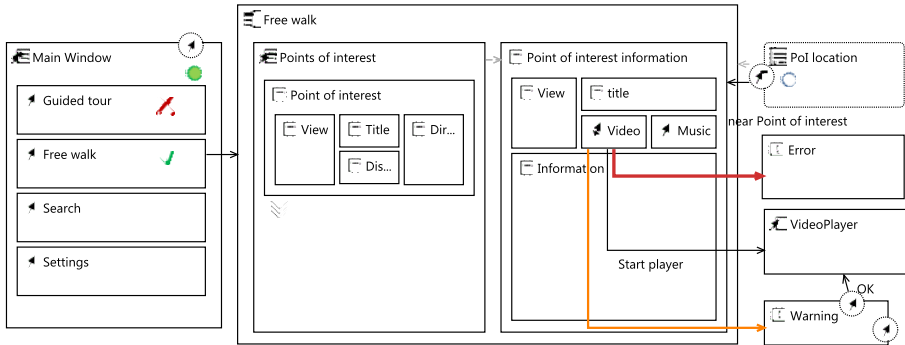 Free walk
Main Window
Guided tour
Free walk
Search
Settings
Points of interest
Point of interest
View
Title
Dir...
Dis...
Point of interest information
View
title
Video
Music
Information
Start player
PoI location
near Point of interest
Error
VideoPlayer
OK
Warning